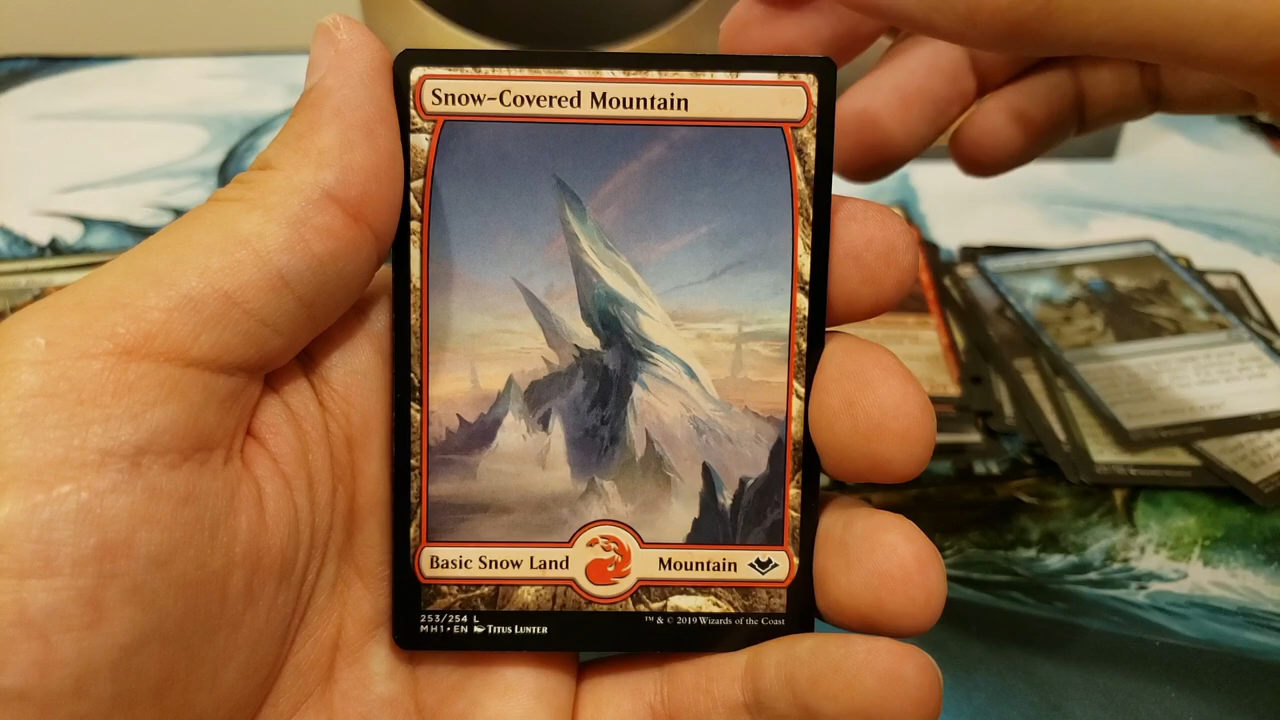 Snow-Covered Mountain
Basic Snow Land
Mountain
253/254 L
MH1 • EN Titus Lunter
™ & © 2019 Wizards of the Coast